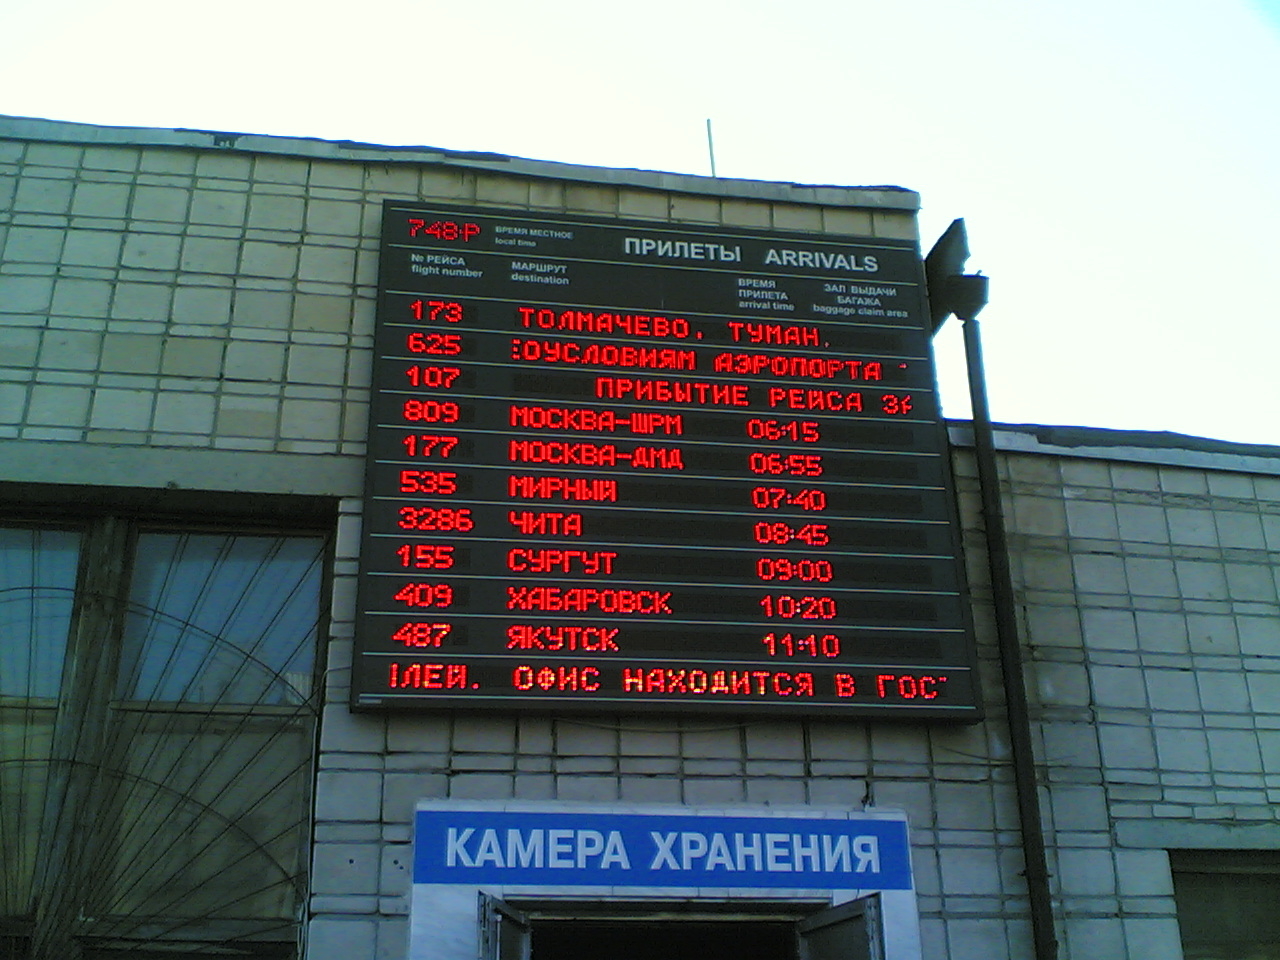 748:Р ВРЕМЯ МЕСТНОЕ ПРИЛЕТЫ ARRIVALS
local time
№ РЕЙСА МАРШРУТ ВРЕМЯ ПРИЛЕТА ЗАЛ ВЫДАЧИ БАГАЖА
flight number destination arrival time baggage claim area
173 ТОЛМАЧЕВО. ТУМАН.
625 ЕОУСЛОВИЯМ АЭРОПОРТА
107 ПРИБЫТИЕ РЕЙСА
809 МОСКВА-ШРМ 06:15
177 МОСКВА-ДМД 06:55
535 МИРНЫЙ 07:40
3286 ЧИТА 08:45
155 СУРГУТ 09:00
409 ХАБАРОВСК 10:20
487 ЯКУТСК 11:10
ЛЕЙ. ОФИС НАХОДИТСЯ В ГОС
КАМЕРА ХРАНЕНИЯ